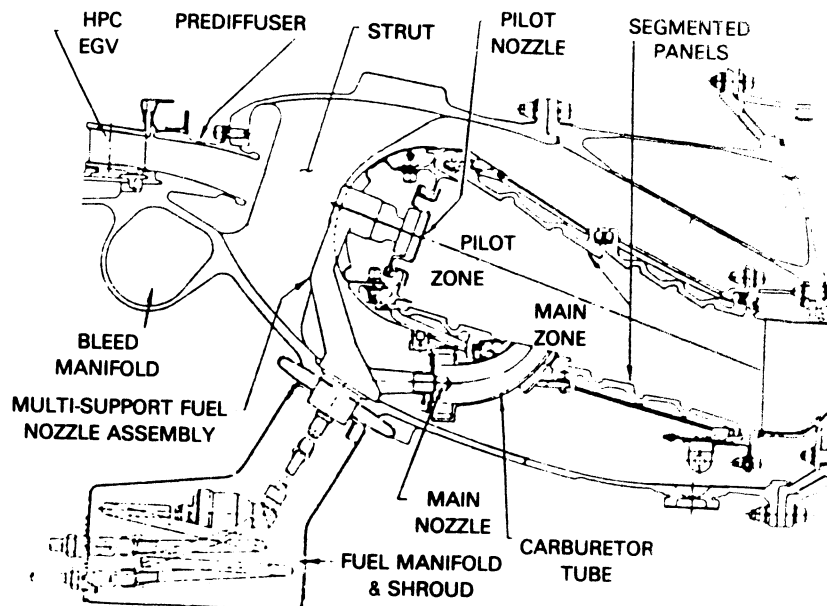 HPC
EGV
PREDIFFUSER
STRUT
PILOT
NOZZLE
SEGMENTED
PANELS
PILOT
ZONE
MAIN
ZONE
BLEED
MANIFOLD
MULTI-SUPPORT FUEL
NOZZLE ASSEMBLY
MAIN
NOZZLE
CARBURETOR
TUBE
FUEL MANIFOLD
& SHROUD